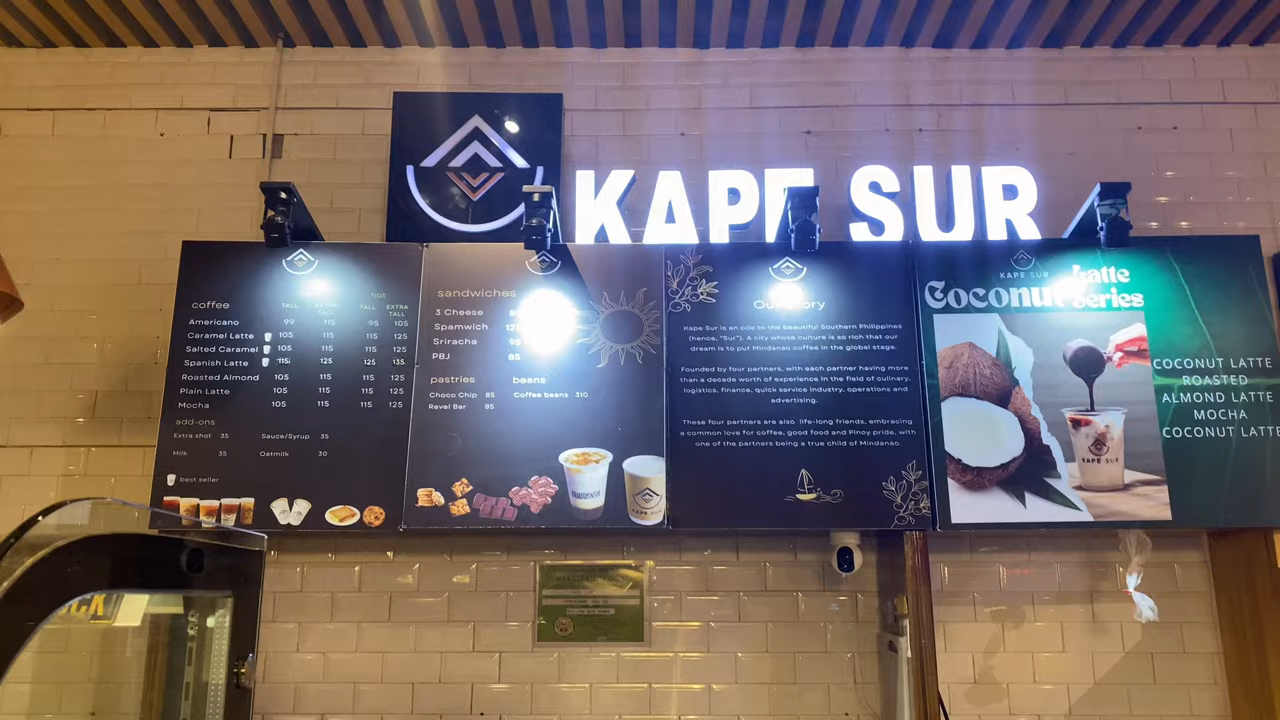 KAPE SUR
coffee
hot
TALL TALL EXTRA TALL
Americano 99 115 95 105
Caramel Latte 105 115 115 125
Salted Caramel 105 115 115 125
Spanish Latte 115 125 125 135
Roasted Almond 105 115 115 125
Plain Latte 105 115 115 125
Mocha 105 115 115 125
add-ons
Extra shot 35 Sauce/Syrup 35
Milk 35 Oatmilk 30
best seller
sandwiches
3 Cheese
Spamwich
Sriracha
PBJ 85
pastries beans
Choco Chip 85 Coffee beans 310
Revel Bar 85
Our Story
Kape Sur is an ode to the beautiful Southern Philippines
(hence, "Sur"). A city whose culture is so rich that our
dream is to put Mindanao coffee in the global stage.
Founded by four partners, with each partner having more
than a decade worth of experience in the field of culinary,
logistics, finance, quick service industry, operations and
advertising.
These four partners are also life-long friends, embracing
a common love for coffee, good food and Pinoy pride, with
one of the partners being a true child of Mindanao.
KAPE SUR
Coconut Latte
Series
COCONUT LATTE
ROASTED
ALMOND LATTE
MOCHA
COCONUT LATTE
KAPE SUR
KAPE SUR